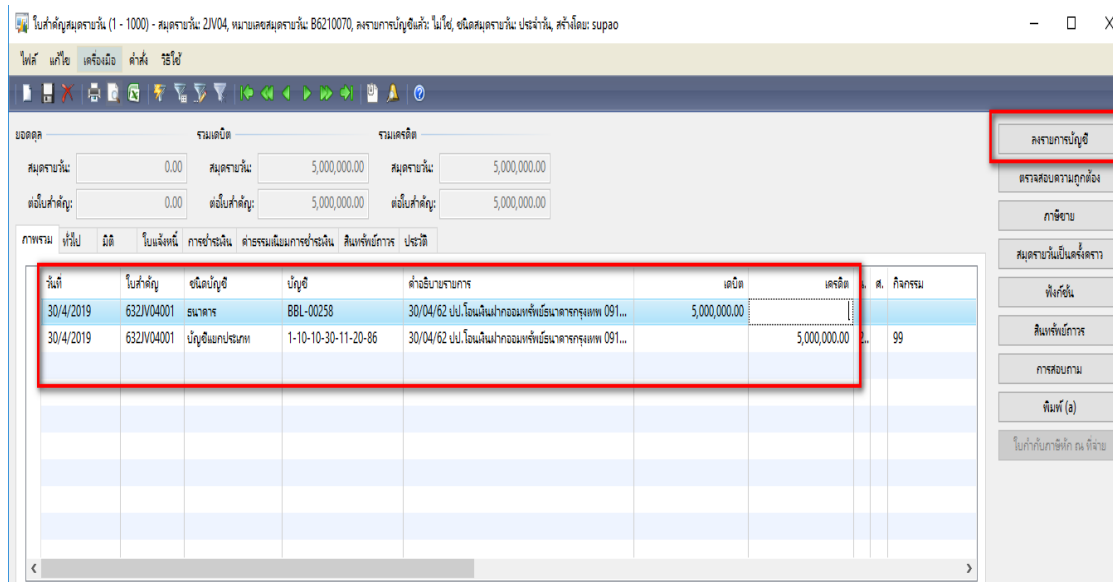 ใบสำคัญสมุดรายวัน (1 - 1000) - สมุดรายวัน: 2JV04, หมายเลขสมุดรายวัน: B6210070, ลงรายการบัญชีแล้ว: ไม่ใช่, ชนิดสมุดรายวัน: ประจำวัน, สร้างโดย: supao
ไฟล์ แก้ไข เครื่องมือ คำสั่ง วิธีใช้
ยอดดุล รวมเดบิต รวมเครดิต
สมุดรายวัน: 0.00 สมุดรายวัน: 5,000,000.00 สมุดรายวัน: 5,000,000.00
ต่อใบสำคัญ: 0.00 ต่อใบสำคัญ: 5,000,000.00 ต่อใบสำคัญ: 5,000,000.00
ภาพรวม ทั่วไป มิติ ใบแจ้งหนี้ การชำระเงิน ค่าธรรมเนียมการชำระเงิน สินทรัพย์ถาวร ประวัติ
วันที่ ใบสำคัญ ชนิดบัญชี บัญชี คำอธิบายรายการ เดบิต เครดิต ศ. กิจกรรม
30/4/2019 632JV04001 ธนาคาร BBL-00258 30/04/62 ปป.โอนเงินฝากออมทรัพย์ธนาคารกรุงเทพ 091... 5,000,000.00
30/4/2019 632JV04001 บัญชีแยกประเภท 1-10-10-30-11-20-86 30/04/62 ปป.โอนเงินฝากออมทรัพย์ธนาคารกรุงเทพ 091... 5,000,000.00 2.. 99
ลงรายการบัญชี
ตรวจสอบความถูกต้อง
ภาษีขาย
สมุดรายวันเป็นครั้งคราว
ฟังก์ชัน
สินทรัพย์ถาวร
การสอบถาม
พิมพ์ (a)
ใบกำกับภาษีหัก ณ ที่จ่าย